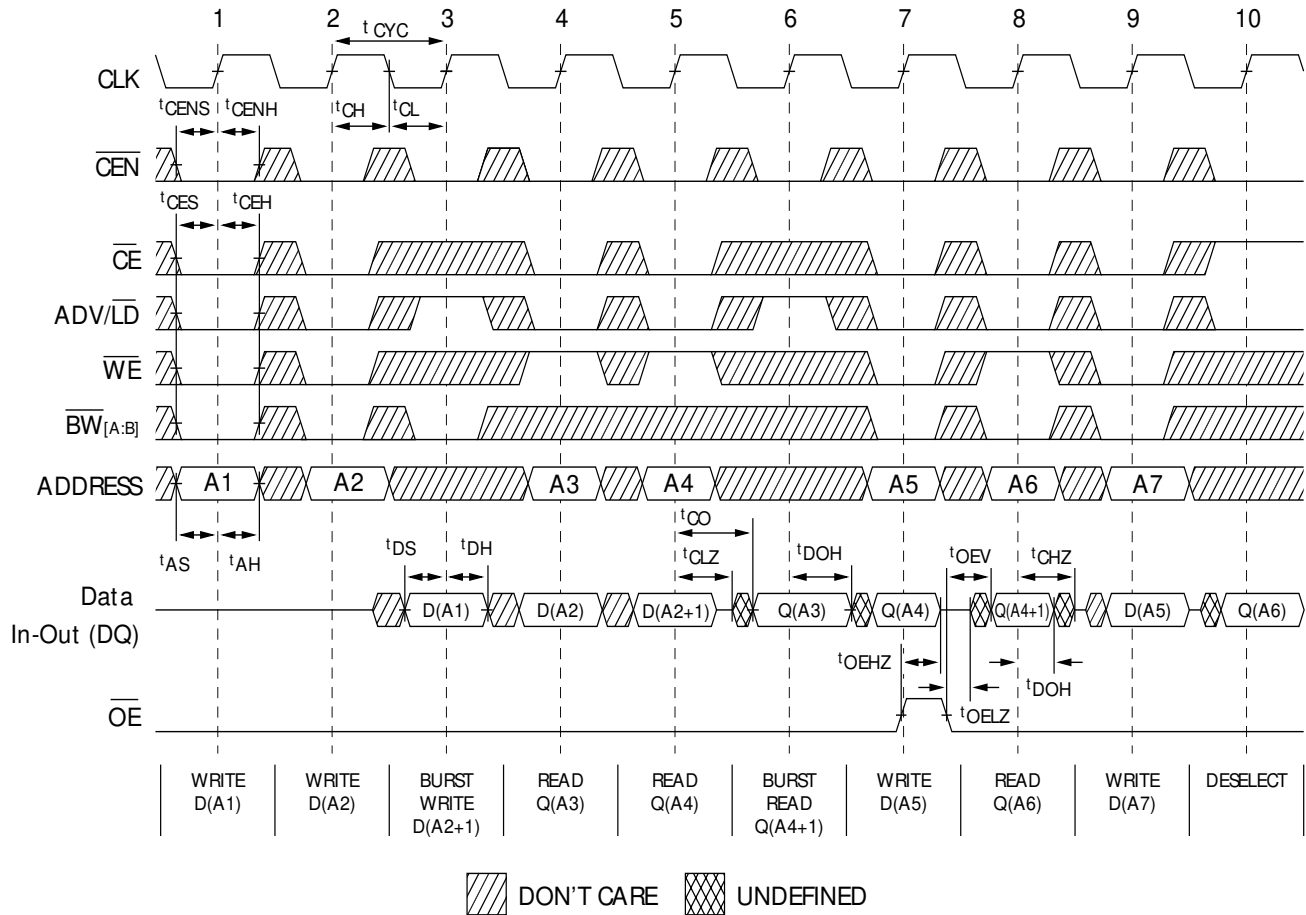 1 2 3 4 5 6 7 8 9 10
tCYC
CLK
tCENS tCENH tCH tCL
CEN
tCES tCEH
CE
ADV/LD
WE
BW[A:B]
ADDRESS A1 A2 A3 A4 A5 A6 A7
tCO
tAS tAH tDS tDH tCLZ tDOH tOEV tCHZ
Data
In-Out (DQ)
D(A1) D(A2) D(A2+1) Q(A3) Q(A4) Q(A4+1) D(A5) Q(A6)
tOEHZ tDOH
tOELZ
OE
WRITE
D(A1)
WRITE
D(A2)
BURST
WRITE
D(A2+1)
READ
Q(A3)
READ
Q(A4)
BURST
READ
Q(A4+1)
WRITE
D(A5)
READ
Q(A6)
WRITE
D(A7)
DESELECT
DON'T CARE UNDEFINED